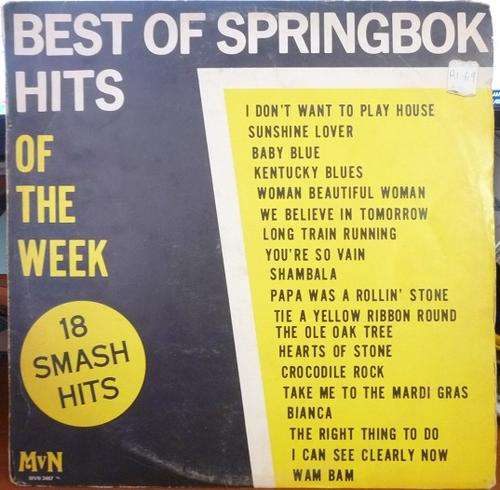 BEST OF SPRINGBOK
HITS
OF
THE
WEEK
18
SMASH
HITS
I DON'T WANT TO PLAY HOUSE
SUNSHINE LOVER
BABY BLUE
KENTUCKY BLUES
WOMAN BEAUTIFUL WOMAN
WE BELIEVE IN TOMORROW
LONG TRAIN RUNNING
YOU'RE SO VAIN
SHAMBALA
PAPA WAS A ROLLIN' STONE
TIE A YELLOW RIBBON ROUND
THE OLE OAK TREE
HEARTS OF STONE
CROCODILE ROCK
TAKE ME TO THE MARDI GRAS
BIANCA
THE RIGHT THING TO DO
I CAN SEE CLEARLY NOW
WAM BAM
MVN